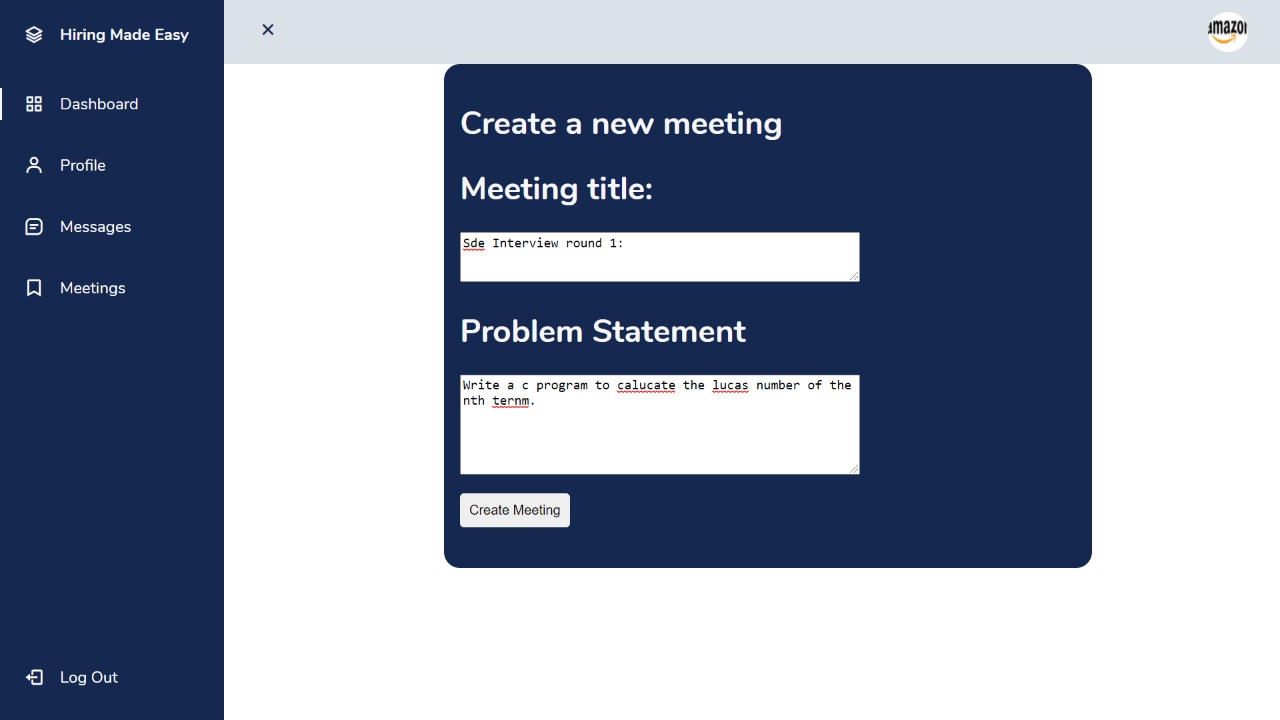 Hiring Made Easy
Dashboard
Profile
Messages
Meetings
Log Out
amazon
Create a new meeting
Meeting title:
Sde Interview round 1:
Problem Statement
Write a c program to calucate the lucas number of the
nth ternm.
Create Meeting